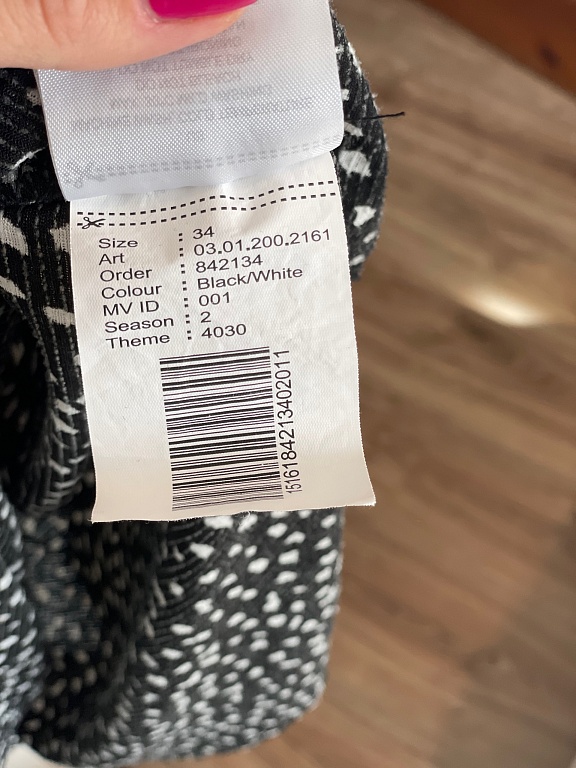 Size : 34
Art : 03.01.200.2161
Order : 842134
Colour : Black/White
MV ID : 001
Season : 2
Theme : 4030
1516184213402011